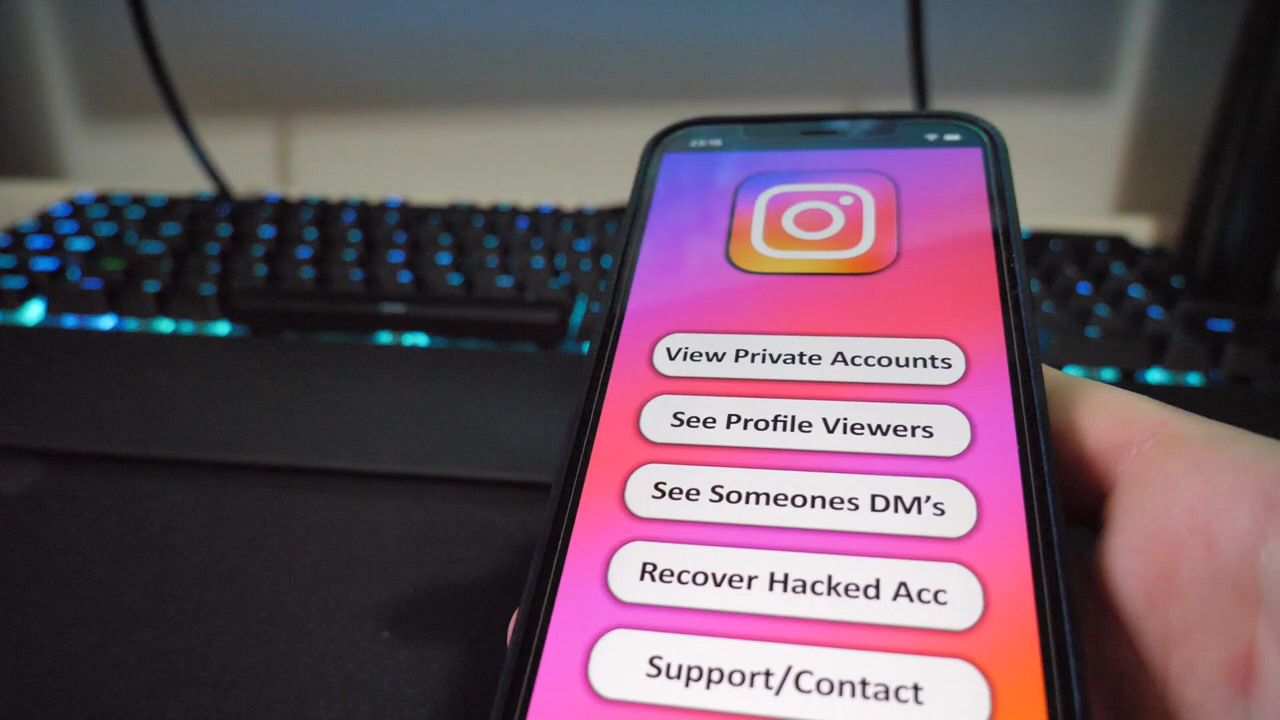 View Private Accounts
See Profile Viewers
See Someones DM's
Recover Hacked Acc
Support/Contact